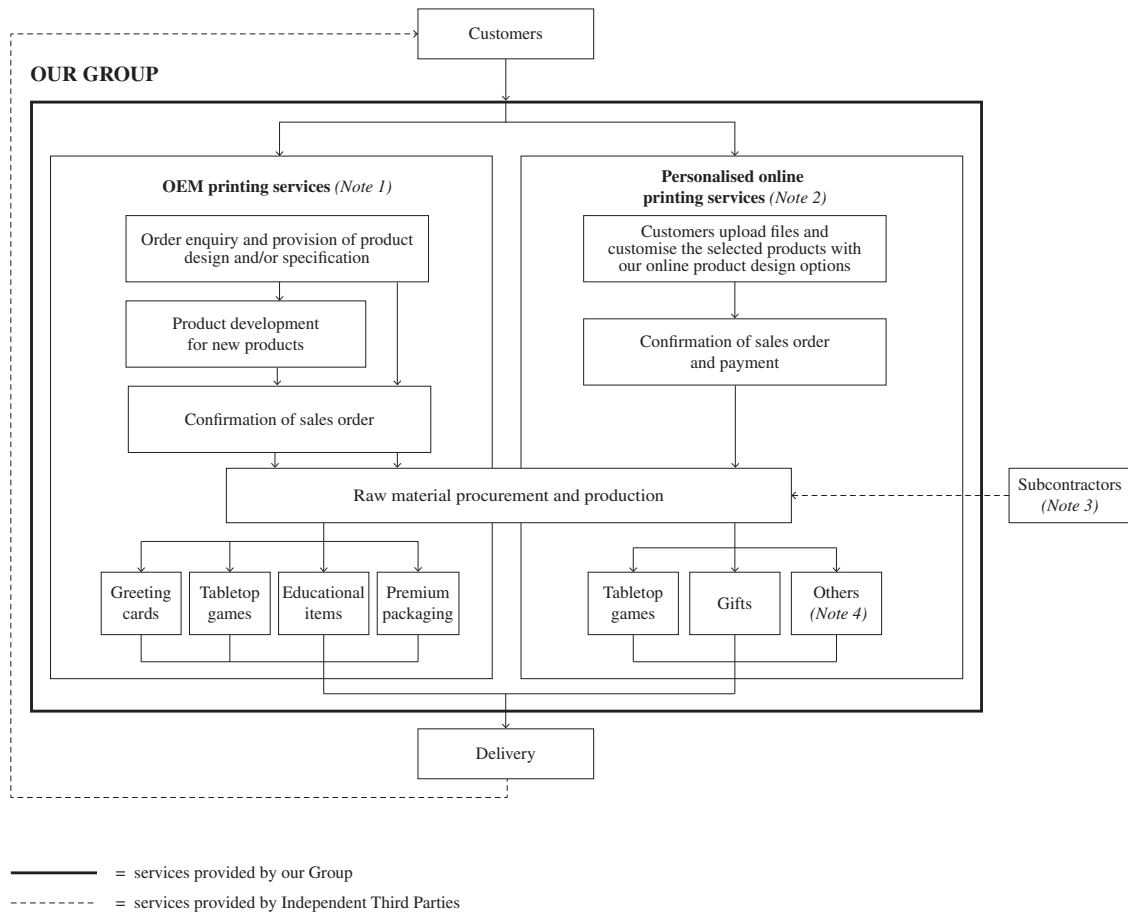 Customers
OUR GROUP
OEM printing services (Note 1)
Order enquiry and provision of product
design and/or specification
Product development
for new products
Confirmation of sales order
Personalised online
printing services (Note 2)
Customers upload files and
customise the selected products with
our online product design options
Confirmation of sales order
and payment
Raw material procurement and production
Subcontractors
(Note 3)
Greeting
cards
Tabletop
games
Educational
items
Premium
packaging
Tabletop
games
Gifts
Others
(Note 4)
Delivery
= services provided by our Group
= services provided by Independent Third Parties